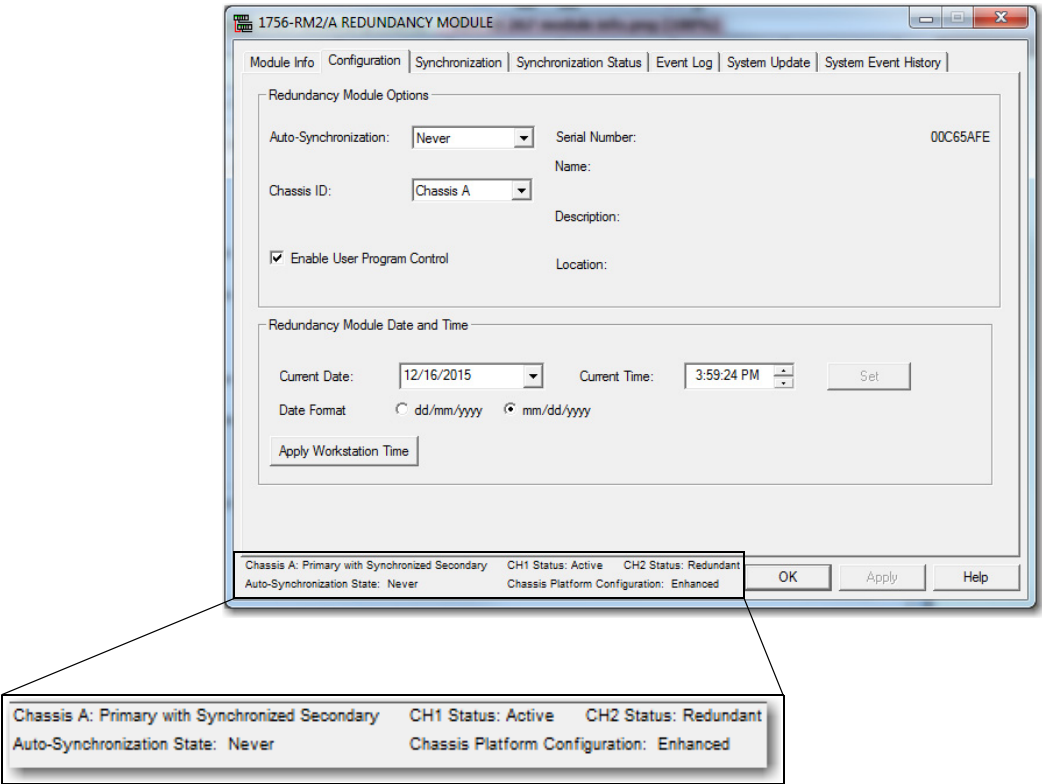 1756-RM2/A REDUNDANCY MODULE
Module Info Configuration Synchronization Synchronization Status Event Log System Update System Event History
Redundancy Module Options
Auto-Synchronization: Never Serial Number: 00C65AFE
Name:
Chassis ID: Chassis A
Description:
Enable User Program Control
Location:
Redundancy Module Date and Time
Current Date: 12/16/2015 Current Time: 3:59:24 PM Set
Date Format dd/mm/yyyy mm/dd/yyyy
Apply Workstation Time
Chassis A: Primary with Synchronized Secondary CH1 Status: Active CH2 Status: Redundant
Auto-Synchronization State: Never Chassis Platform Configuration: Enhanced
OK Apply Help
Chassis A: Primary with Synchronized Secondary CH1 Status: Active CH2 Status: Redundant
Auto-Synchronization State: Never Chassis Platform Configuration: Enhanced